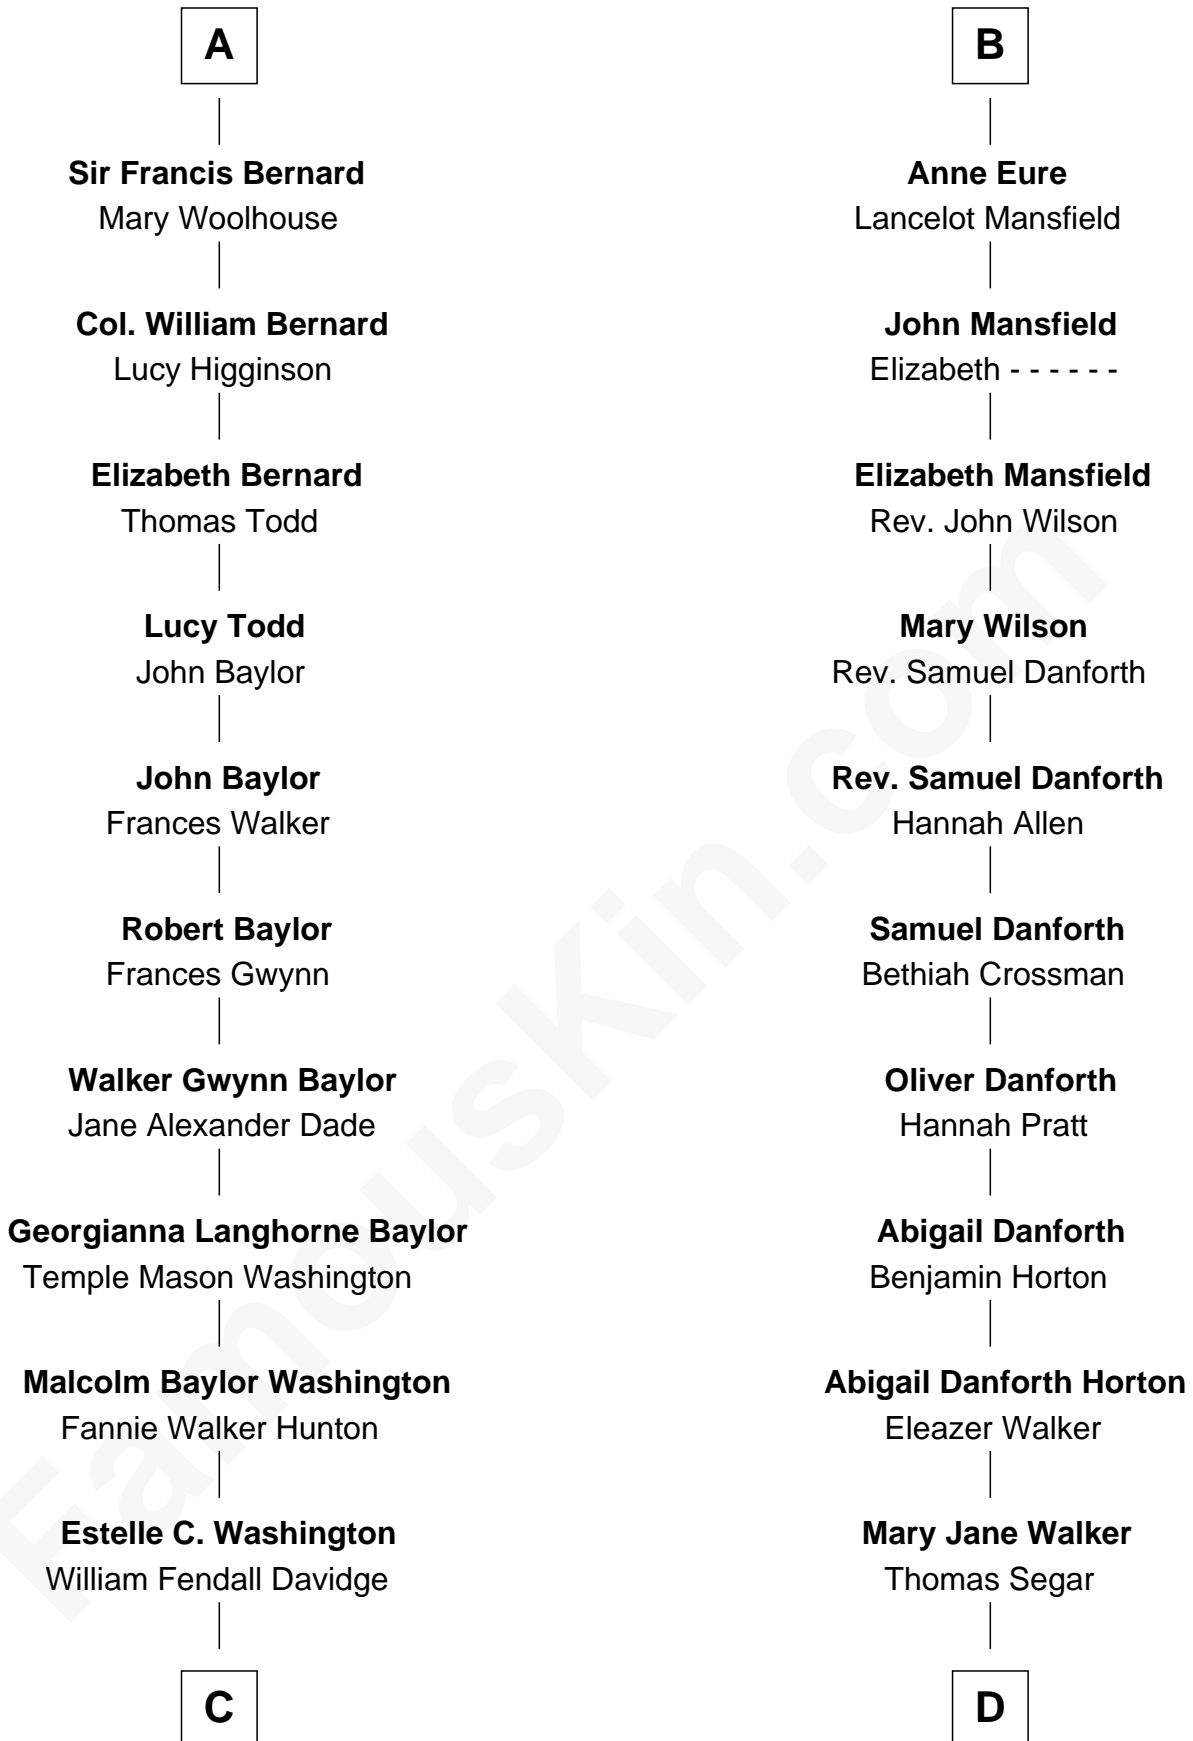 A
Sir Francis Bernard
Mary Woolhouse
Col. William Bernard
Lucy Higginson
Elizabeth Bernard
Thomas Todd
Lucy Todd
John Baylor
John Baylor
Frances Walker
Robert Baylor
Frances Gwynn
Walker Gwynn Baylor
Jane Alexander Dade
Georgianna Langhorne Baylor
Temple Mason Washington
Malcolm Baylor Washington
Fannie Walker Hunton
Estelle C. Washington
William Fendall Davidge
C
B
Anne Eure
Lancelot Mansfield
John Mansfield
Elizabeth - - - - - -
Elizabeth Mansfield
Rev. John Wilson
Mary Wilson
Rev. Samuel Danforth
Rev. Samuel Danforth
Hannah Allen
Samuel Danforth
Bethiah Crossman
Oliver Danforth
Hannah Pratt
Abigail Danforth
Benjamin Horton
Abigail Danforth Horton
Eleazer Walker
Mary Jane Walker
Thomas Segar
D
FamousKin.com